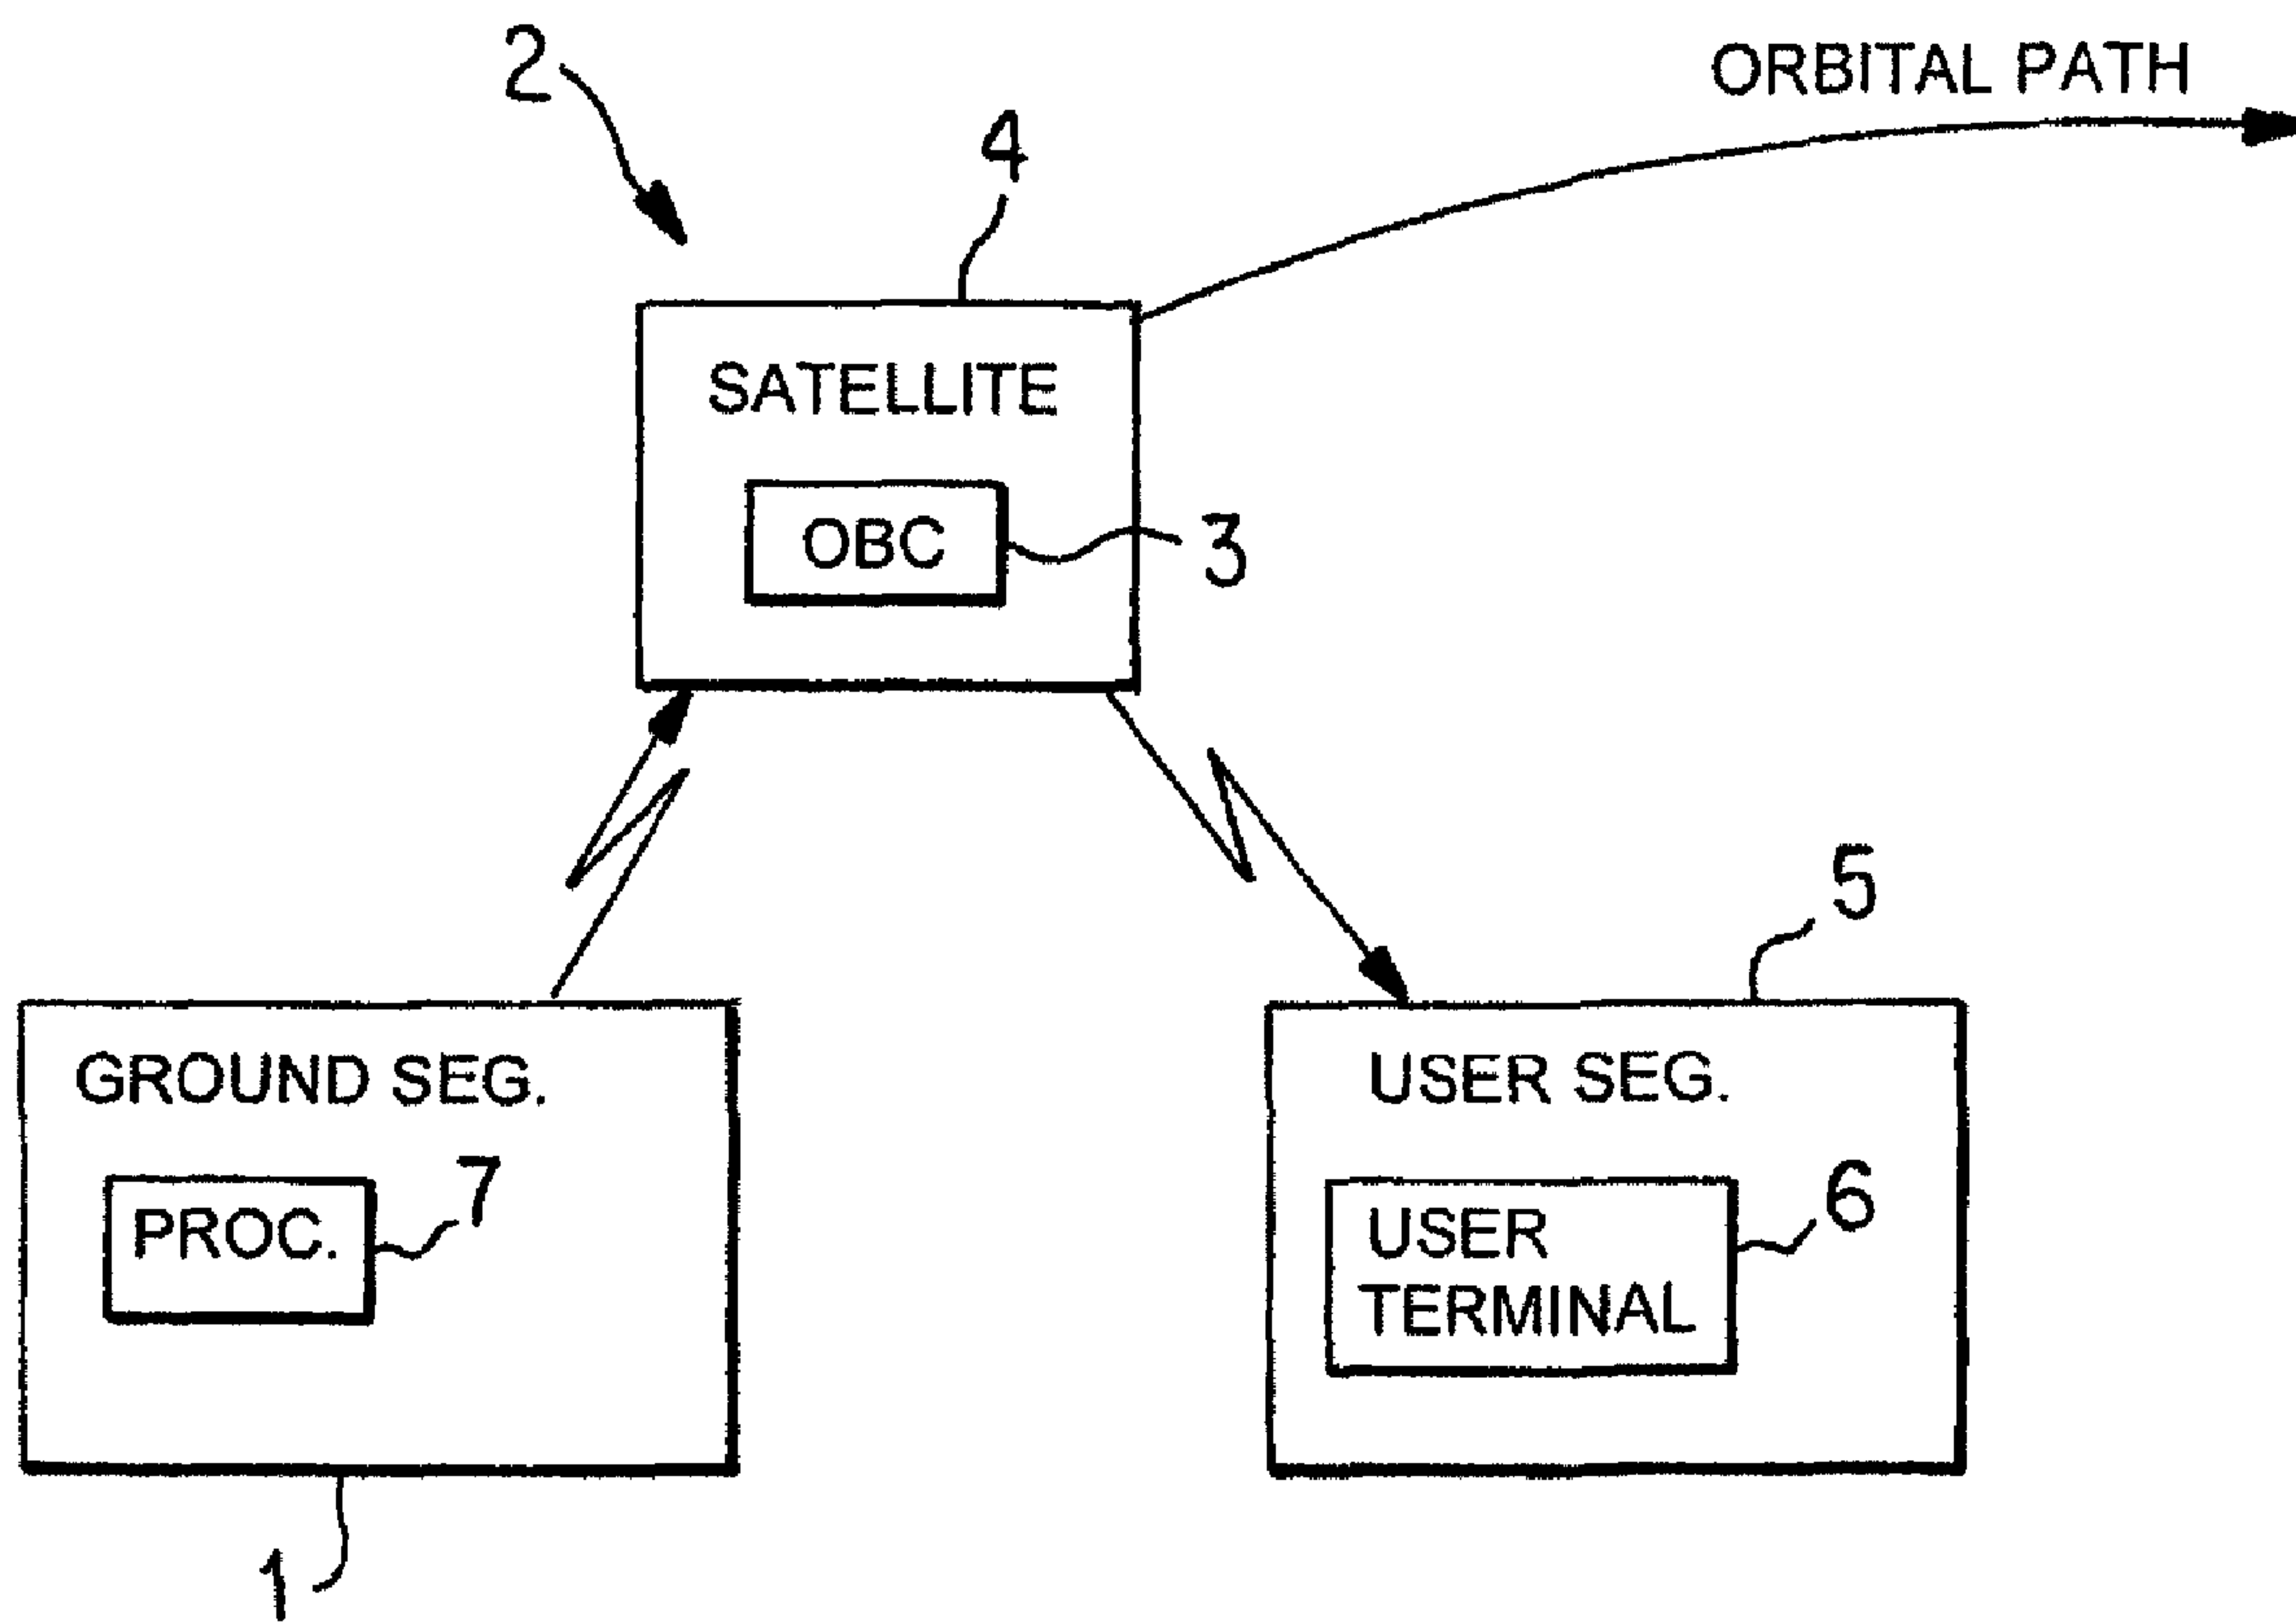 2
ORBITAL PATH
4
SATELLITE
OBC
3
5
GROUND SEG.
USER SEG.
7
PROC.
6
USER
TERMINAL
1